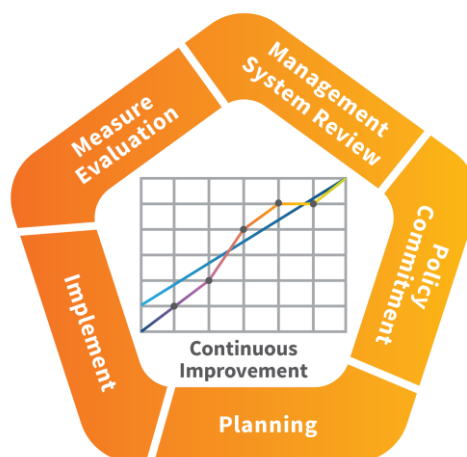 Management
System Review
Policy
Commitment
Planning
Implement
Measure
Evaluation
Continuous
Improvement